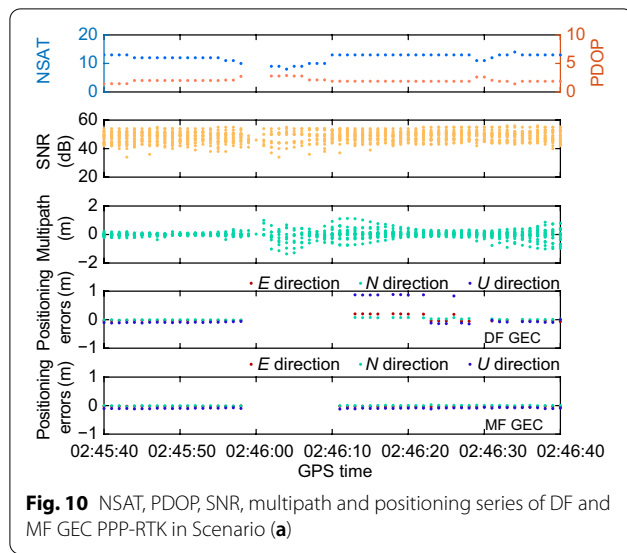 20
10
0
NSAT
10
5
0
PDOP
60
40
20
SNR
(dB)
2
0
−2
Multipath
(m)
E direction N direction U direction
1
0
−1
Positioning
errors (m)
DF GEC
E direction N direction U direction
1
0
−1
Positioning
errors (m)
MF GEC
02:45:40 02:45:50 02:46:00 02:46:10 02:46:20 02:46:30 02:46:40
GPS time
Fig. 10 NSAT, PDOP, SNR, multipath and positioning series of DF and
MF GEC PPP-RTK in Scenario (a)